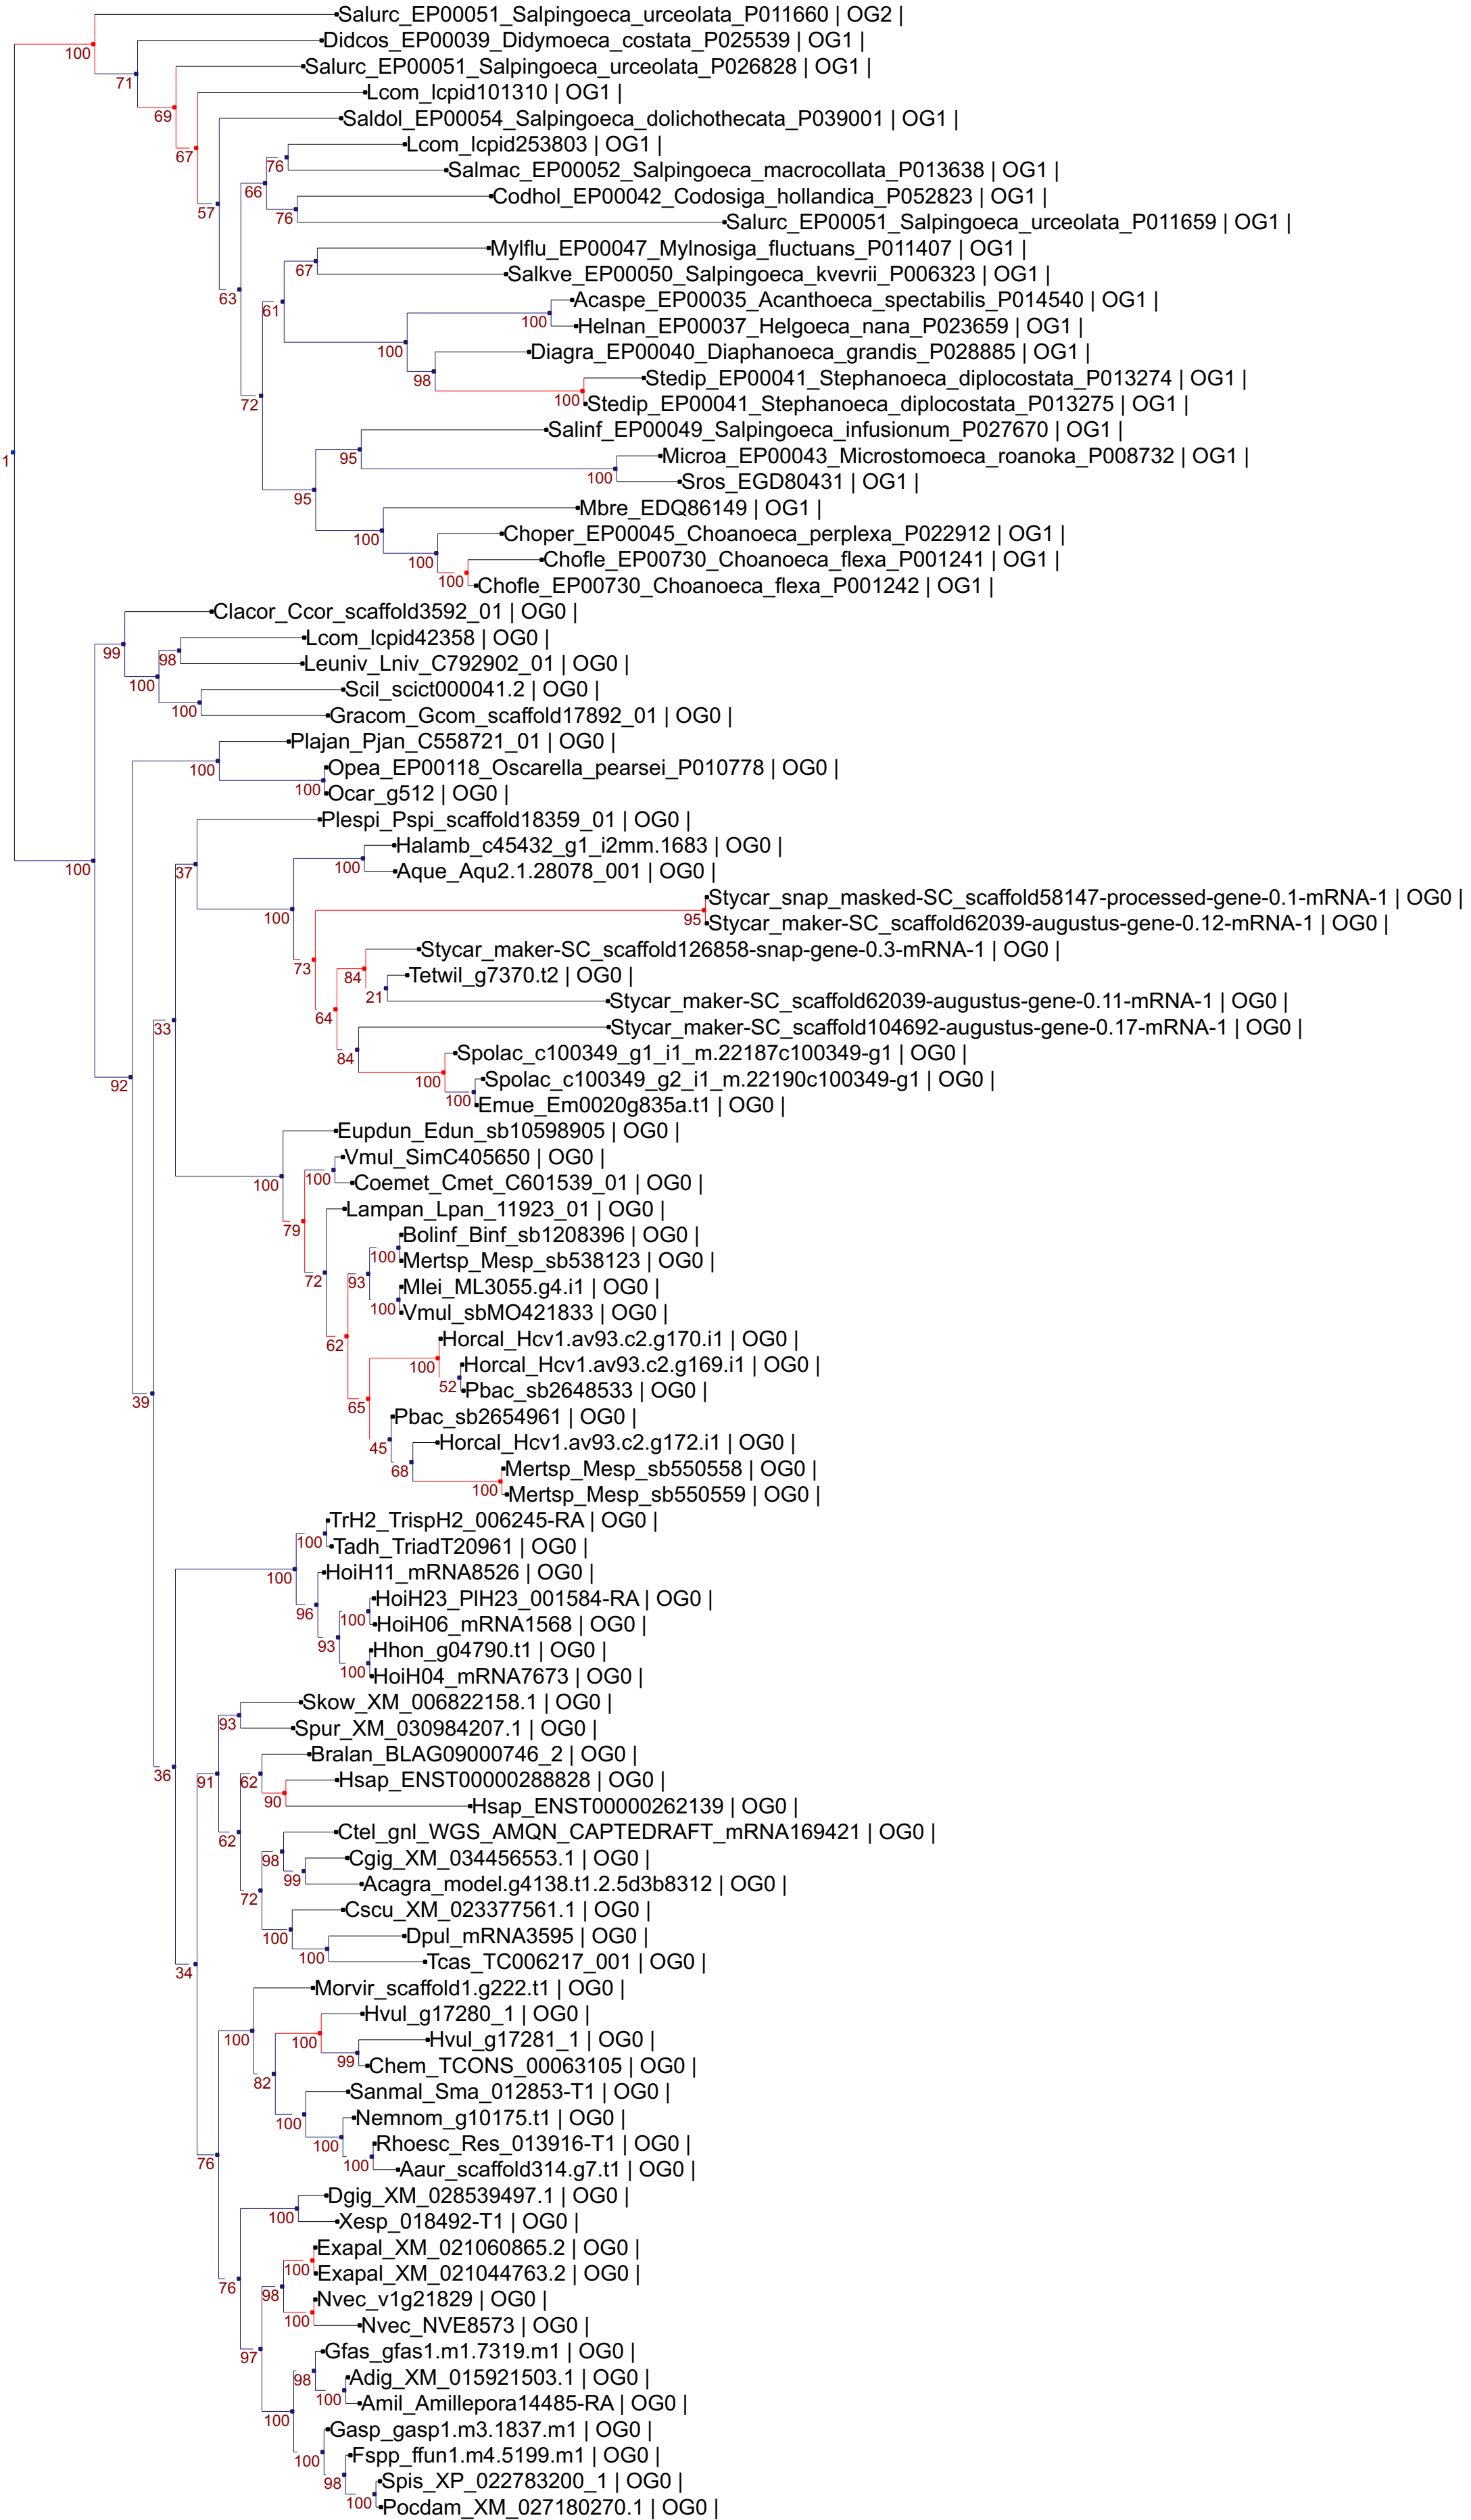 Salurc_EP00051_Salpingoeca_urceolata_P011660 | OG2 |
100
Didcos_EP00039_Didymoeca_costata_P025539 | OG1 |
71
Salurc_EP00051_Salpingoeca_urceolata_P026828 | OG1 |
Lcom_lcpid101310 | OG1 |
69
Saldol_EP00054_Salpingoeca_dolichothecata_P039001 | OG1 |
Lcom_lcpid253803 | OG1 |
67
76
Salmac_EP00052_Salpingoeca_macrocollata_P013638 | OG1 |
66
Codhol_EP00042_Codosiga_hollandica_P052823 | OG1 |
57
76
Salurc_EP00051_Salpingoeca_urceolata_P011659 | OG1 |
Mylflu_EP00047_Mylnosiga_fluctuans_P011407 | OG1 |
67
Salkve_EP00050_Salpingoeca_kvevrii_P006323 | OG1 |
63
Acaspe_EP00035_Acanthoeca_spectabilis_P014540 | OG1 |
61
100
Helnan_EP00037_Helgoeca_nana_P023659 | OG1 |
100
Diagra_EP00040_Diaphanoeca_grandis_P028885 | OG1 |
98
Stedip_EP00041_Stephanoeca_diplocostata_P013274 | OG1 |
100
72
Stedip_EP00041_Stephanoeca_diplocostata_P013275 | OG1 |
Salinf_EP00049_Salpingoeca_infusionum_P027670 | OG1 |
95
Microa_EP00043_Microstomoeca_roanoka_P008732 | OG1 |
1
100
Sros_EGD80431 | OG1 |
95
Mbre_EDQ86149 | OG1 |
Choper_EP00045_Choanoeca_perplexa_P022912 | OG1 |
100
Chofle_EP00730_Choanoeca_flexa_P001241 | OG1 |
100
100
Chofle_EP00730_Choanoeca_flexa_P001242 | OG1 |
Clacor_Ccor_scaffold3592_01 | OG0 |
Lcom_lcpid42358 | OG0 |
99
98
Leuniv_Lniv_C792902_01 | OG0 |
100
Scil_scict000041.2 | OG0 |
100
Gracom_Gcom_scaffold17892_01 | OG0 |
Plajan_Pjan_C558721_01 | OG0 |
100
Opea_EP00118_Oscarella_pearsei_P010778 | OG0 |
100
Ocar_g512 | OG0 |
Plespi_Pspi_scaffold18359_01 | OG0 |
Halamb_c45432_g1_i2mm.1683 | OG0 |
100
37
100
Aque_Aqu2.1.28078_001 | OG0 |
Stycar_snap_masked-SC_scaffold58147-processed-gene-0.1-mRNA-1 | OG0 |
100
95
Stycar_maker-SC_scaffold62039-augustus-gene-0.12-mRNA-1 | OG0 |
Stycar_maker-SC_scaffold126858-snap-gene-0.3-mRNA-1 | OG0 |
73
84
Tetwil_g7370.t2 | OG0 |
21
Stycar_maker-SC_scaffold62039-augustus-gene-0.11-mRNA-1 | OG0 |
64
33
Stycar_maker-SC_scaffold104692-augustus-gene-0.17-mRNA-1 | OG0 |
84
Spolac_c100349_g1_i1_m.22187c100349-g1 | OG0 |
92
100
Spolac_c100349_g2_i1_m.22190c100349-g1 | OG0 |
100
Emue_Em0020g835a.t1 | OG0 |
Eupdun_Edun_sb10598905 | OG0 |
Vmul_SimC405650 | OG0 |
100
100
Coemet_Cmet_C601539_01 | OG0 |
Lampan_Lpan_11923_01 | OG0 |
79
Bolinf_Binf_sb1208396 | OG0 |
100
Mertsp_Mesp_sb538123 | OG0 |
72
93
Mlei_ML3055.g4.i1 | OG0 |
100
Vmul_sbMO421833 | OG0 |
62
Horcal_Hcv1.av93.c2.g170.i1 | OG0 |
100
Horcal_Hcv1.av93.c2.g169.i1 | OG0 |
52
Pbac_sb2648533 | OG0 |
39
65
Pbac_sb2654961 | OG0 |
45
Horcal_Hcv1.av93.c2.g172.i1 | OG0 |
68
Mertsp_Mesp_sb550558 | OG0 |
100
Mertsp_Mesp_sb550559 | OG0 |
TrH2_TrispH2_006245-RA | OG0 |
100
Tadh_TriadT20961 | OG0 |
100
HoiH11_mRNA8526 | OG0 |
HoiH23_PlH23_001584-RA | OG0 |
96
100
HoiH06_mRNA1568 | OG0 |
93
Hhon_g04790.t1 | OG0 |
100
HoiH04_mRNA7673 | OG0 |
Skow_XM_006822158.1 | OG0 |
93
Spur_XM_030984207.1 | OG0 |
Bralan_BLAG09000746_2 | OG0 |
36
91
62
Hsap_ENST00000288828 | OG0 |
90
Hsap_ENST00000262139 | OG0 |
Ctel_gnl_WGS_AMQN_CAPTEDRAFT_mRNA169421 | OG0 |
62
98
Cgig_XM_034456553.1 | OG0 |
99
Acagra_model.g4138.t1.2.5d3b8312 | OG0 |
72
Cscu_XM_023377561.1 | OG0 |
100
Dpul_mRNA3595 | OG0 |
100
Tcas_TC006217_001 | OG0 |
34
Morvir_scaffold1.g222.t1 | OG0 |
Hvul_g17280_1 | OG0 |
100
100
Hvul_g17281_1 | OG0 |
99
Chem_TCONS_00063105 | OG0 |
82
Sanmal_Sma_012853-T1 | OG0 |
100
Nemnom_g10175.t1 | OG0 |
100
Rhoesc_Res_013916-T1 | OG0 |
76
100
Aaur_scaffold314.g7.t1 | OG0 |
Dgig_XM_028539497.1 | OG0 |
100
Xesp_018492-T1 | OG0 |
Exapal_XM_021060865.2 | OG0 |
100
Exapal_XM_021044763.2 | OG0 |
76
98
Nvec_v1g21829 | OG0 |
100
Nvec_NVE8573 | OG0 |
97
Gfas_gfas1.m1.7319.m1 | OG0 |
98
Adig_XM_015921503.1 | OG0 |
100
Amil_Amillepora14485-RA | OG0 |
100
Gasp_gasp1.m3.1837.m1 | OG0 |
100
Fspp_ffun1.m4.5199.m1 | OG0 |
98
Spis_XP_022783200_1 | OG0 |
100
Pocdam_XM_027180270.1 | OG0 |